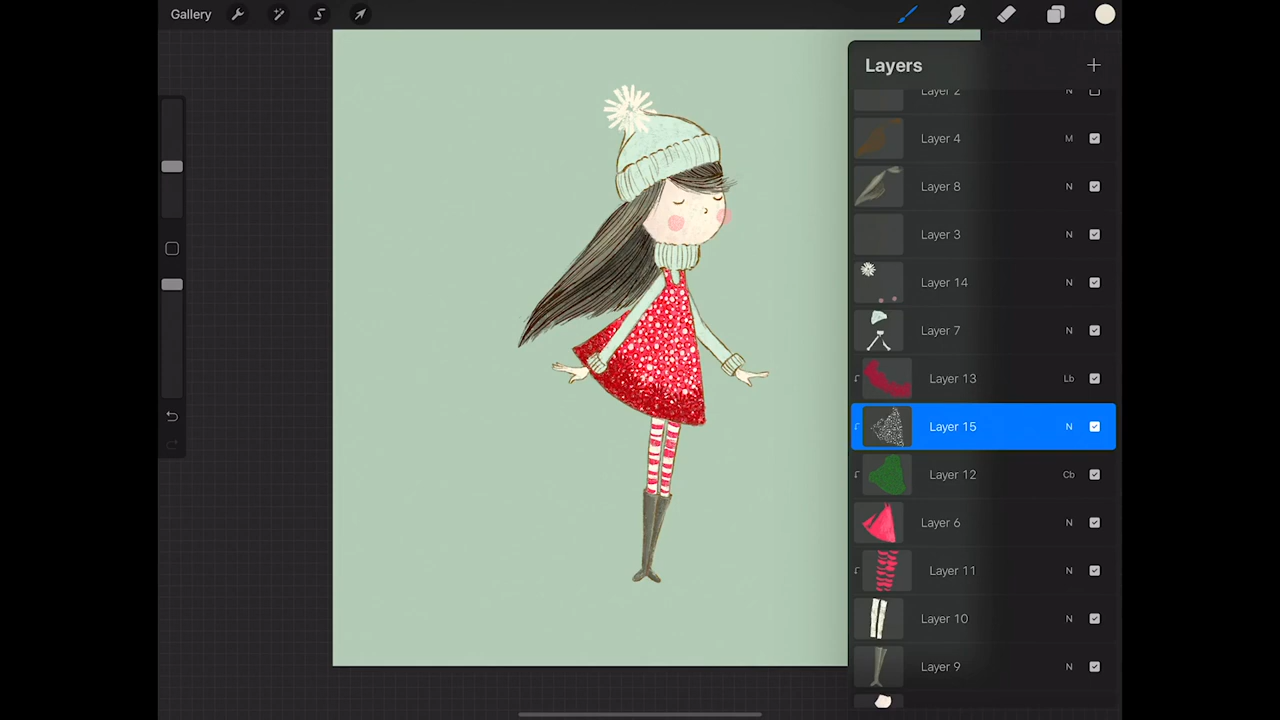 Gallery
Layers
Layer 2 N
Layer 4 M
Layer 8 N
Layer 3 N
Layer 14 N
Layer 7 N
Layer 13 Lb
Layer 15 N
Layer 12 Cb
Layer 6 N
Layer 11 N
Layer 10 N
Layer 9 N